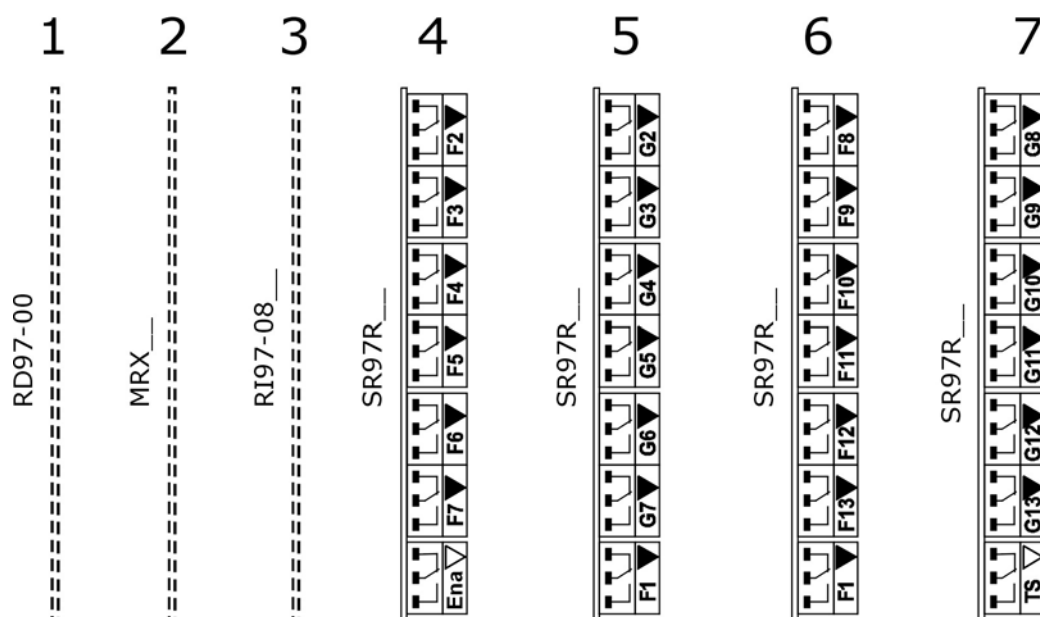 1 2 3 4 5 6 7
RD97-00
MRX__
RI97-08__
SR97R__
F2
F3
F4
F5
F6
F7
Ena
SR97R__
G2
G3
G4
G5
G6
G7
F1
SR97R__
F8
F9
F10
F11
F12
F13
F1
SR97R__
G8
G9
G10
G11
G12
G13
TS